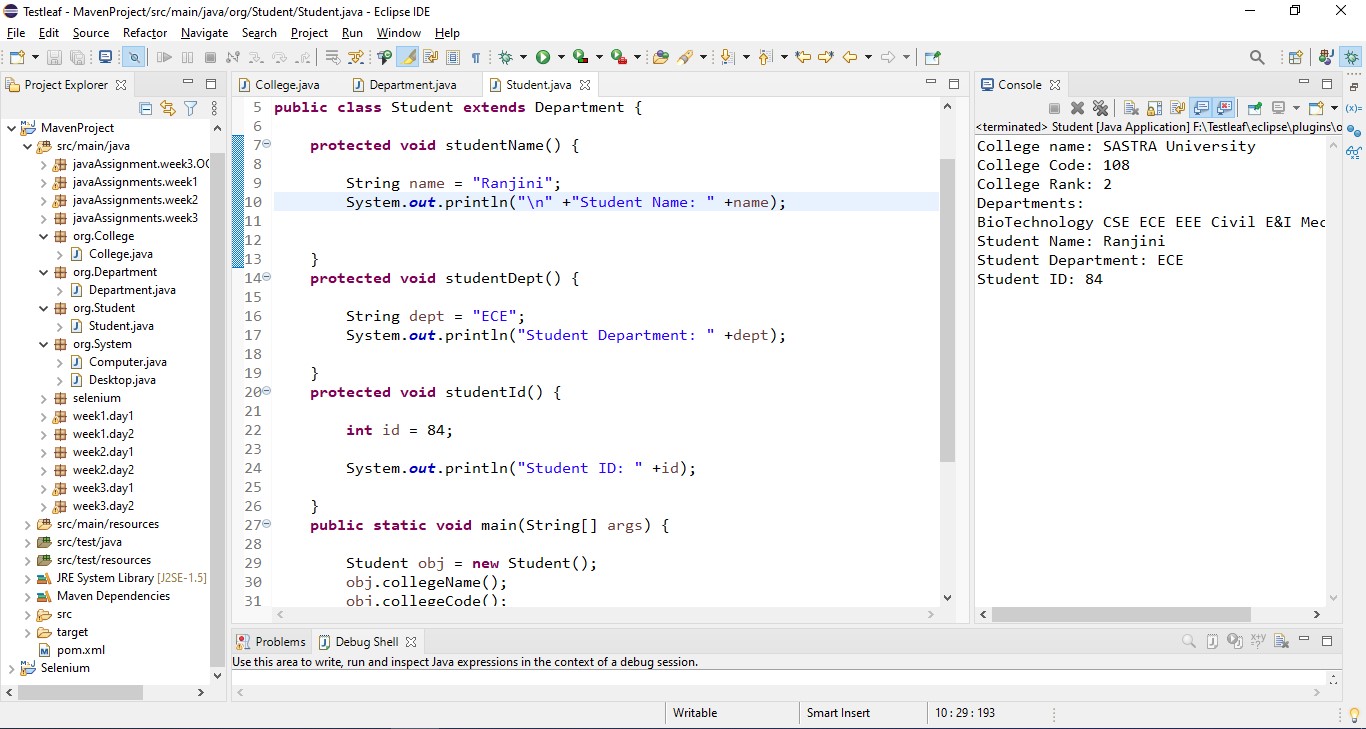 Testleaf - MavenProject/src/main/java/org/Student/Student.java - Eclipse IDE
File Edit Source Refactor Navigate Search Project Run Window Help
Project Explorer
MavenProject
src/main/java
javaAssignment.week3.OC
javaAssignments.week1
javaAssignments.week2
javaAssignments.week3
org.College
College.java
org.Department
Department.java
org.Student
Student.java
org.System
Computer.java
Desktop.java
selenium
week1.day1
week1.day2
week2.day1
week2.day2
week3.day1
week3.day2
src/main/resources
src/test/java
src/test/resources
JRE System Library [J2SE-1.5]
Maven Dependencies
src
target
pom.xml
Selenium
College.java Department.java Student.java
5 public class Student extends Department {
6
7 protected void studentName() {
8
9 String name = "Ranjini";
10 System.out.println("\n" +"Student Name: " +name);
11
12
13 }
14 protected void studentDept() {
15
16 String dept = "ECE";
17 System.out.println("Student Department: " +dept);
18
19 }
20 protected void studentId() {
21
22 int id = 84;
23
24 System.out.println("Student ID: " +id);
25
26 }
27 public static void main(String[] args) {
28
29 Student obj = new Student();
30 obj.collegeName();
31 obj.collegeCode();
Console
<terminated> Student [Java Application] F:\Testleaf\eclipse\plugins\o
College name: SASTRA University
College Code: 108
College Rank: 2
Departments:
BioTechnology CSE ECE EEE Civil E&I Mec
Student Name: Ranjini
Student Department: ECE
Student ID: 84
Problems Debug Shell
Use this area to write, run and inspect Java expressions in the context of a debug session.
Writable Smart Insert 10 : 29 : 193